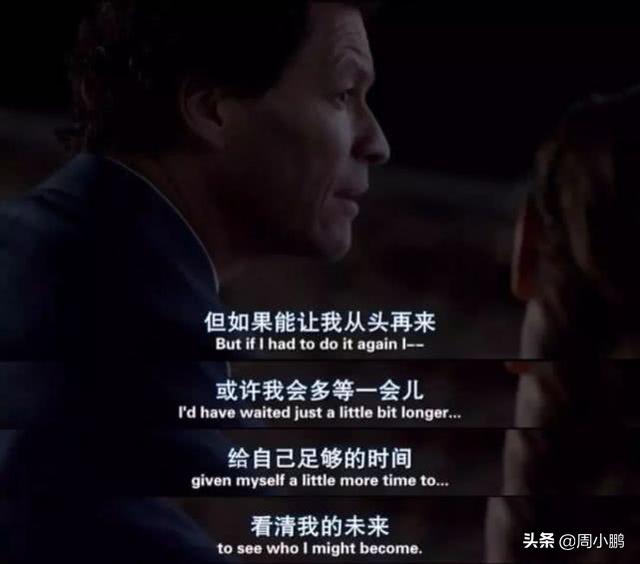 但如果能让我从头再来
But if I had to do it again I--
或许我会多等一会儿
I'd have waited just a little bit longer...
给自己足够的时间
given myself a little more time to...
看清我的未来
to see who I might become.
头条 @周小鹏